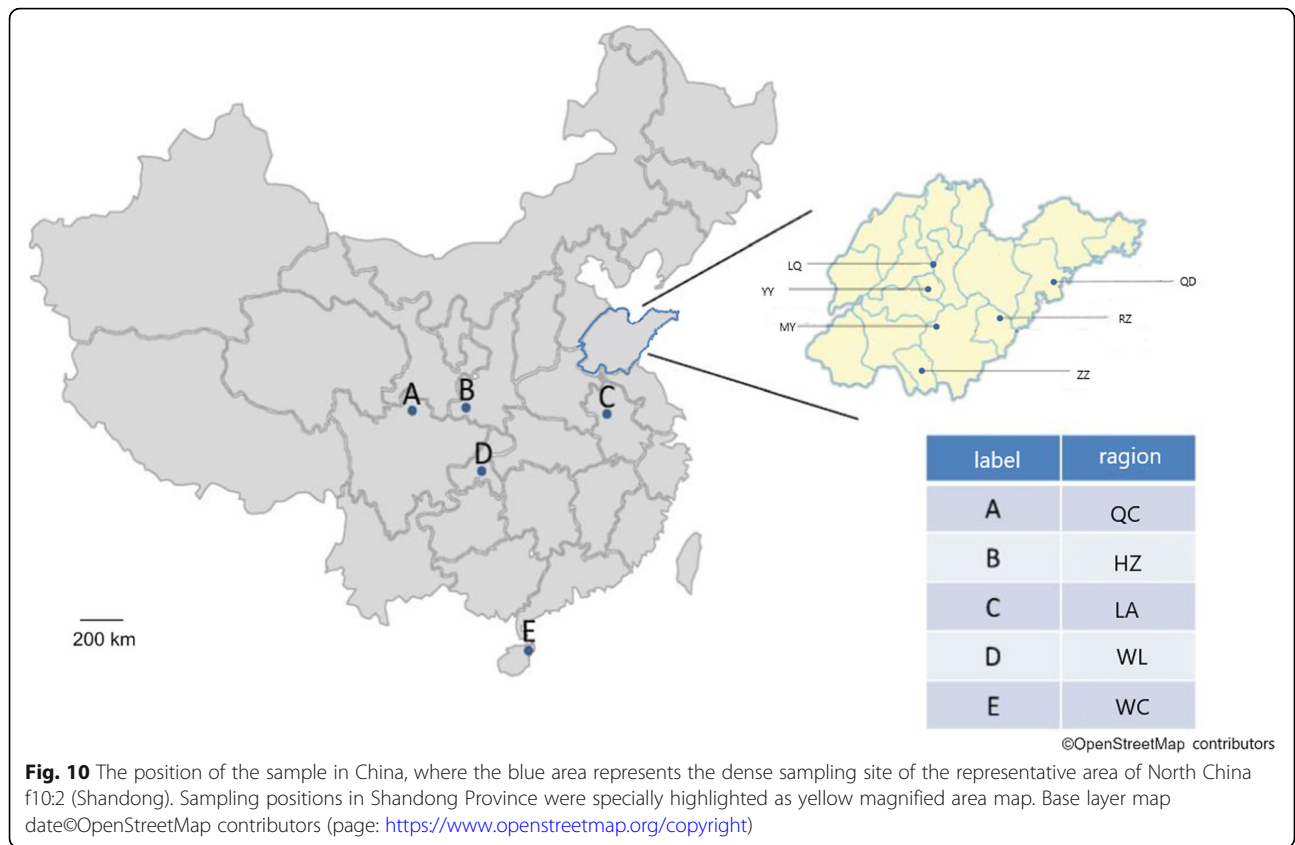 A
B
C
D
E
200 km
LQ
YY
MY
QD
RZ
ZZ
label ragion
A QC
B HZ
C LA
D WL
E WC
©OpenStreetMap contributors
Fig. 10 The position of the sample in China, where the blue area represents the dense sampling site of the representative area of North China
f10:2 (Shandong). Sampling positions in Shandong Province were specially highlighted as yellow magnified area map. Base layer map
date©OpenStreetMap contributors (page: https://www.openstreetmap.org/copyright)